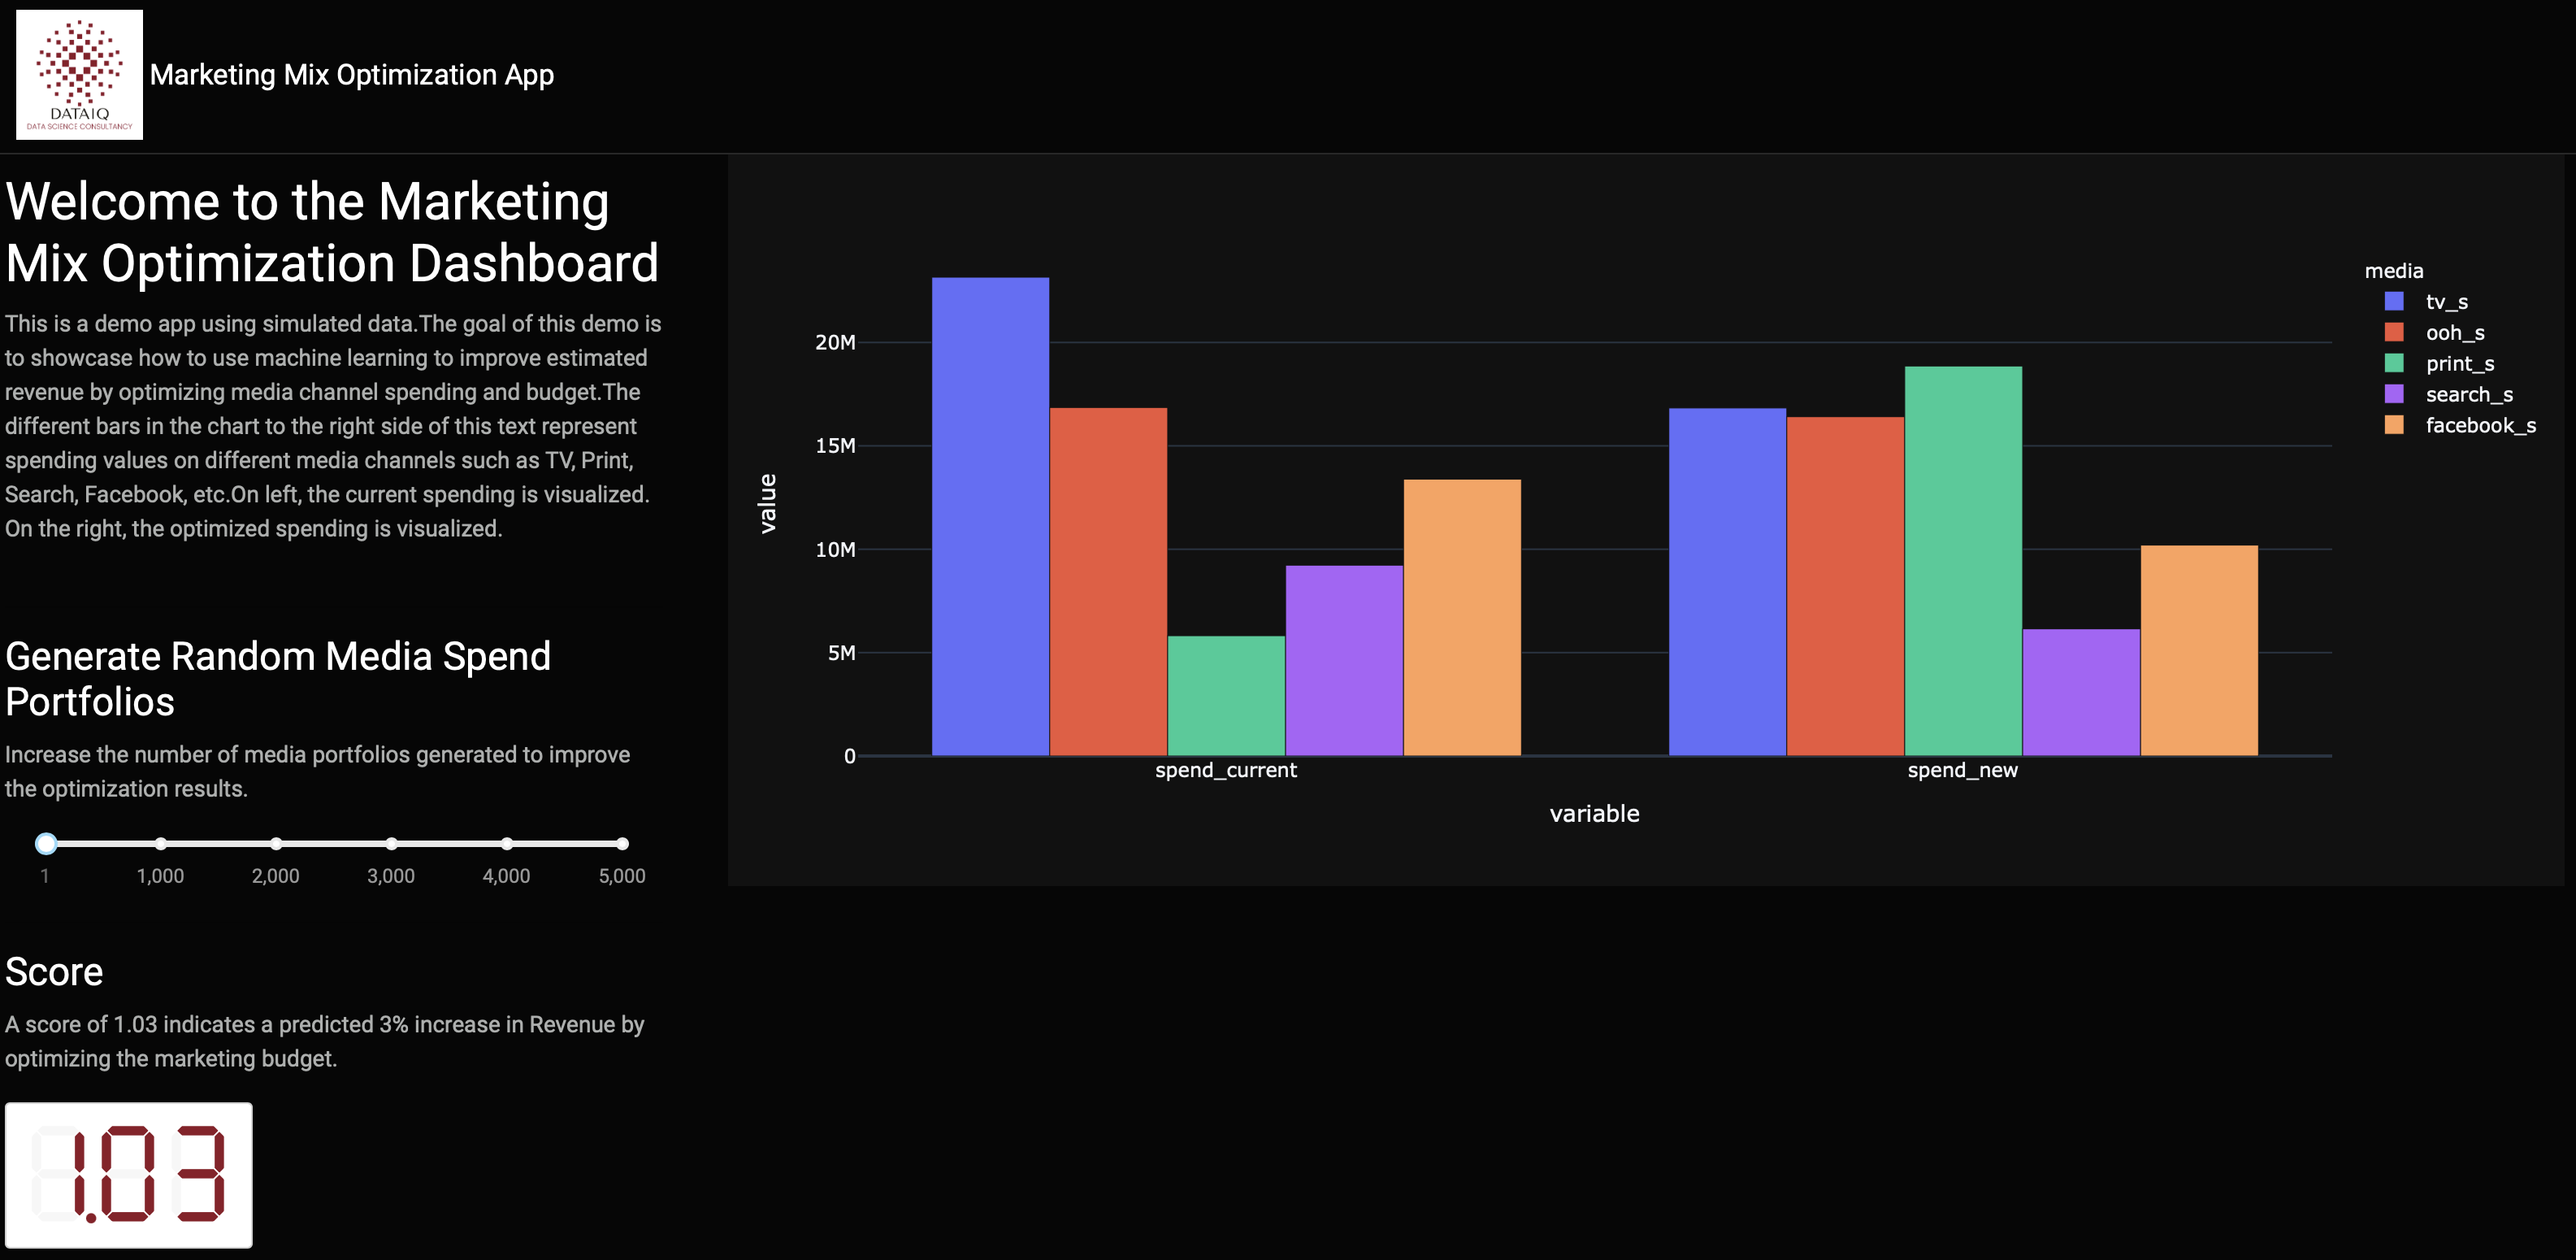 DATAIQ
DATA SCIENCE CONSULTANCY
Marketing Mix Optimization App
Welcome to the Marketing
Mix Optimization Dashboard
This is a demo app using simulated data.The goal of this demo is
to showcase how to use machine learning to improve estimated
revenue by optimizing media channel spending and budget.The
different bars in the chart to the right side of this text represent
spending values on different media channels such as TV, Print,
Search, Facebook, etc.On left, the current spending is visualized.
On the right, the optimized spending is visualized.
Generate Random Media Spend
Portfolios
Increase the number of media portfolios generated to improve
the optimization results.
1 1,000 2,000 3,000 4,000 5,000
Score
A score of 1.03 indicates a predicted 3% increase in Revenue by
optimizing the marketing budget.
1.03
value
20M
15M
10M
5M
0
spend_current spend_new
variable
media
tv_s
ooh_s
print_s
search_s
facebook_s